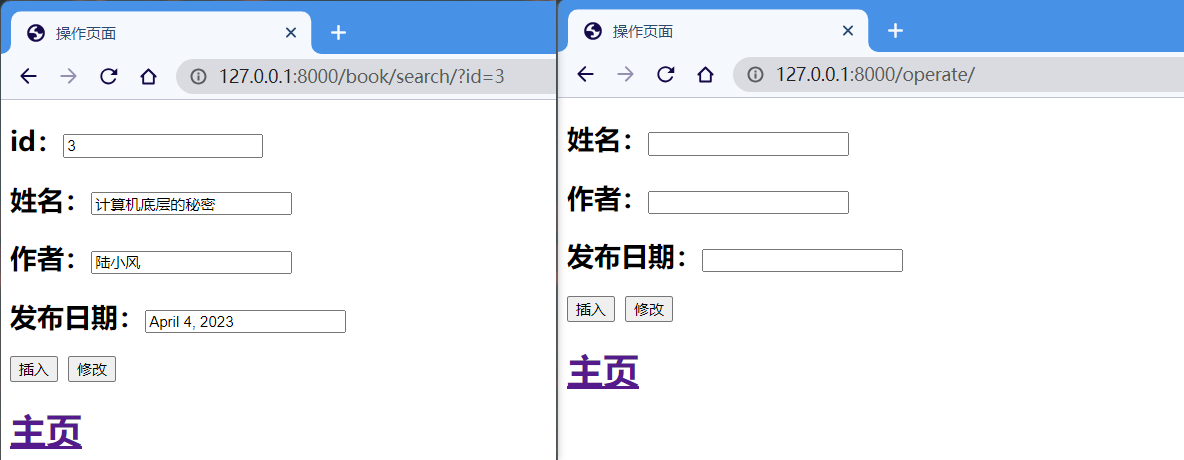 操作页面
127.0.0.1:8000/book/search/?id=3
id： 3
姓名： 计算机底层的秘密
作者： 陆小风
发布日期： April 4, 2023
插入 修改
主页
操作页面
127.0.0.1:8000/operate/
姓名：
作者：
发布日期：
插入 修改
主页